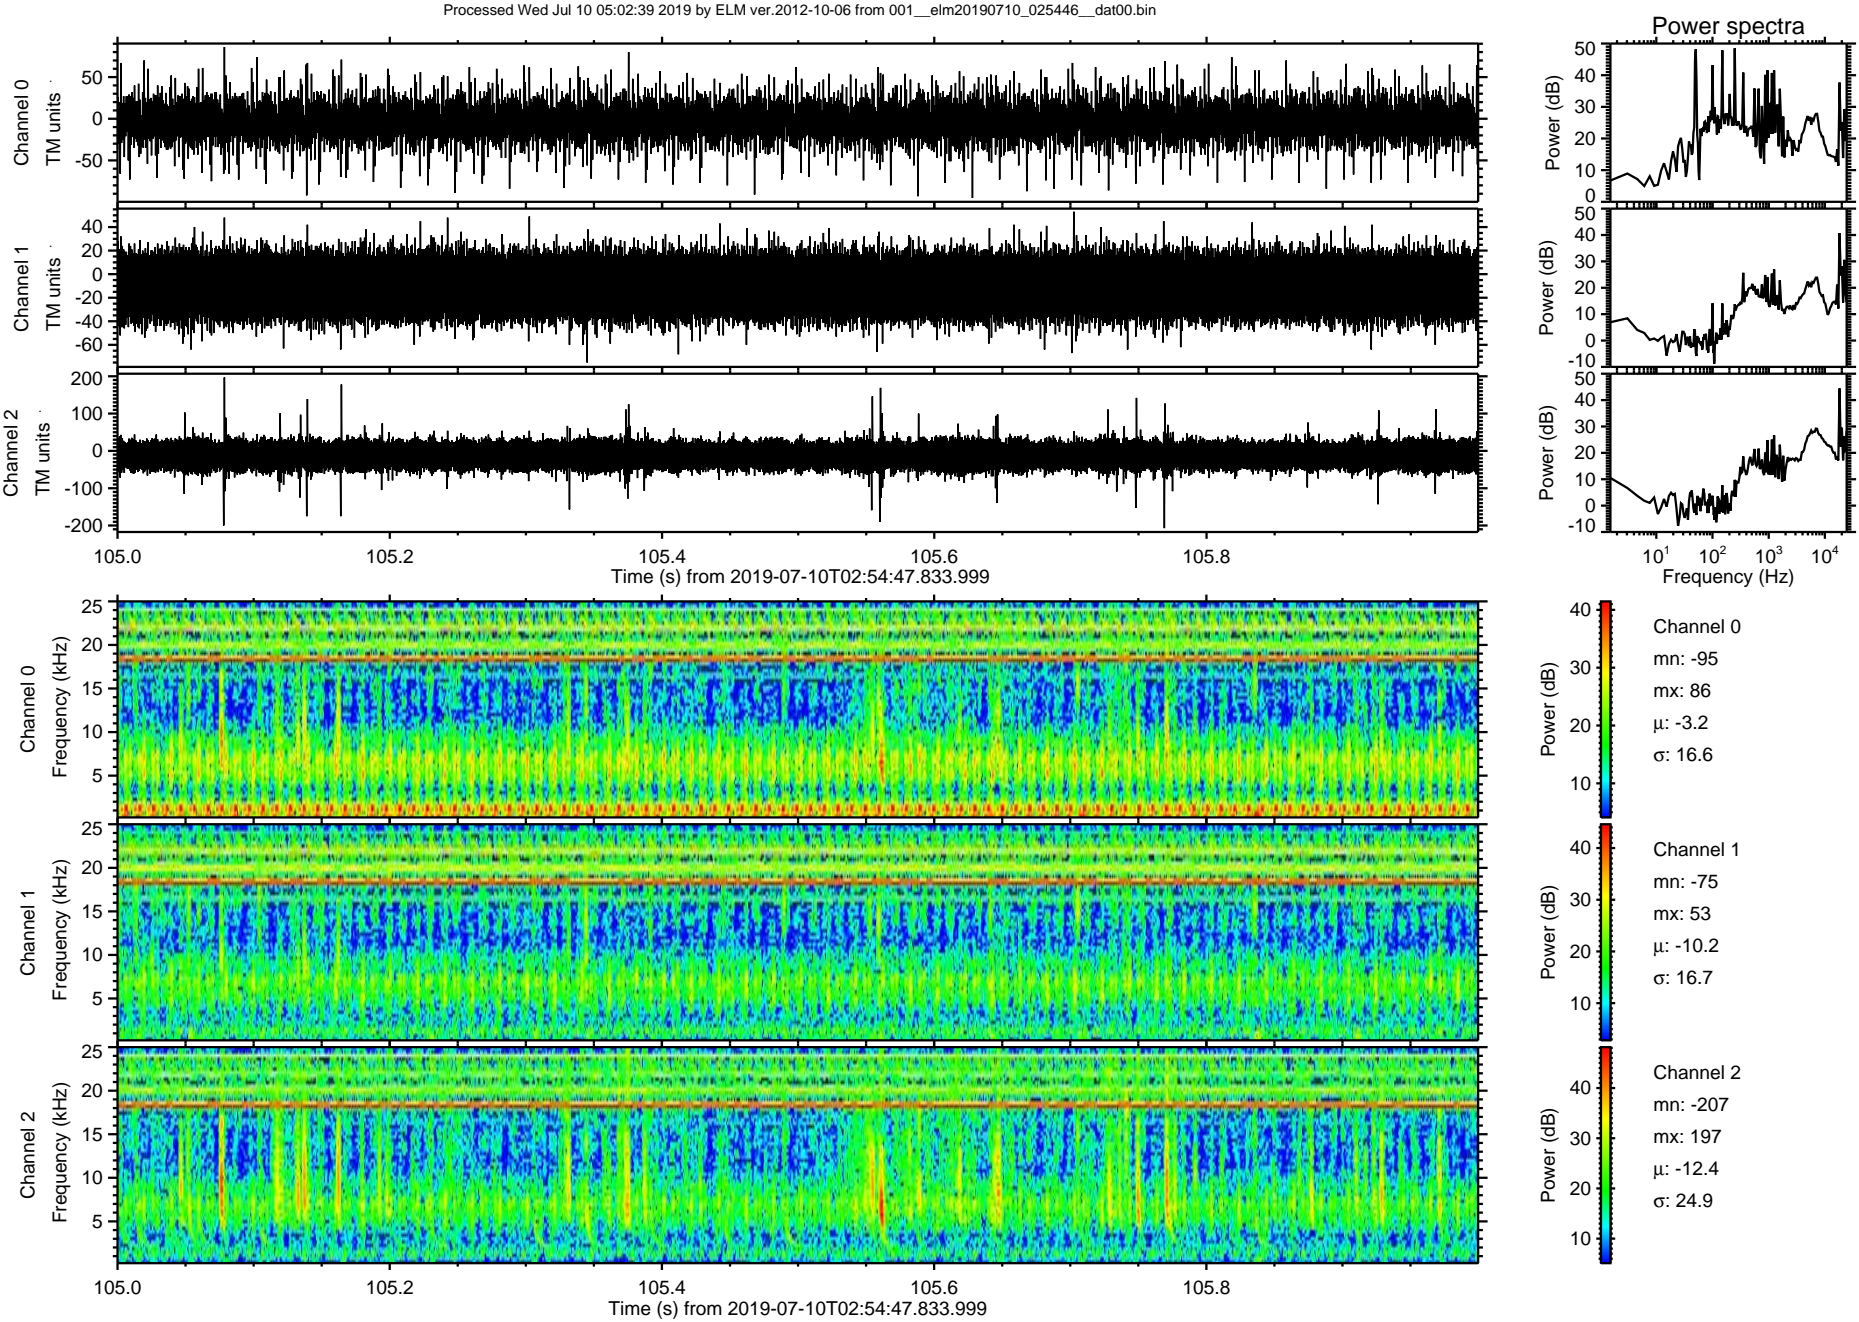 Processed Wed Jul 10 05:02:39 2019 by ELM ver.2012-10-06 from 001__elm20190710_025446__dat00.bin
Power spectra
Channel 0
TM units
50
0
-50
Power (dB)
50
40
30
20
10
0
Channel 1
TM units
40
20
0
-20
-40
-60
Power (dB)
50
40
30
20
10
0
-10
Channel 2
TM units
200
100
0
-100
-200
Power (dB)
50
40
30
20
10
0
-10
105.0 105.2 105.4 105.6 105.8
Time (s) from 2019-07-10T02:54:47.833.999
10¹ 10² 10³ 10⁴
Frequency (Hz)
Channel 0
Frequency (kHz)
25
20
15
10
5
Power (dB)
40
30
20
10
Channel 0
mn: -95
mx: 86
μ: -3.2
σ: 16.6
Channel 1
Frequency (kHz)
25
20
15
10
5
Power (dB)
40
30
20
10
Channel 1
mn: -75
mx: 53
μ: -10.2
σ: 16.7
Channel 2
Frequency (kHz)
25
20
15
10
5
Power (dB)
40
30
20
10
Channel 2
mn: -207
mx: 197
μ: -12.4
σ: 24.9
105.0 105.2 105.4 105.6 105.8
Time (s) from 2019-07-10T02:54:47.833.999